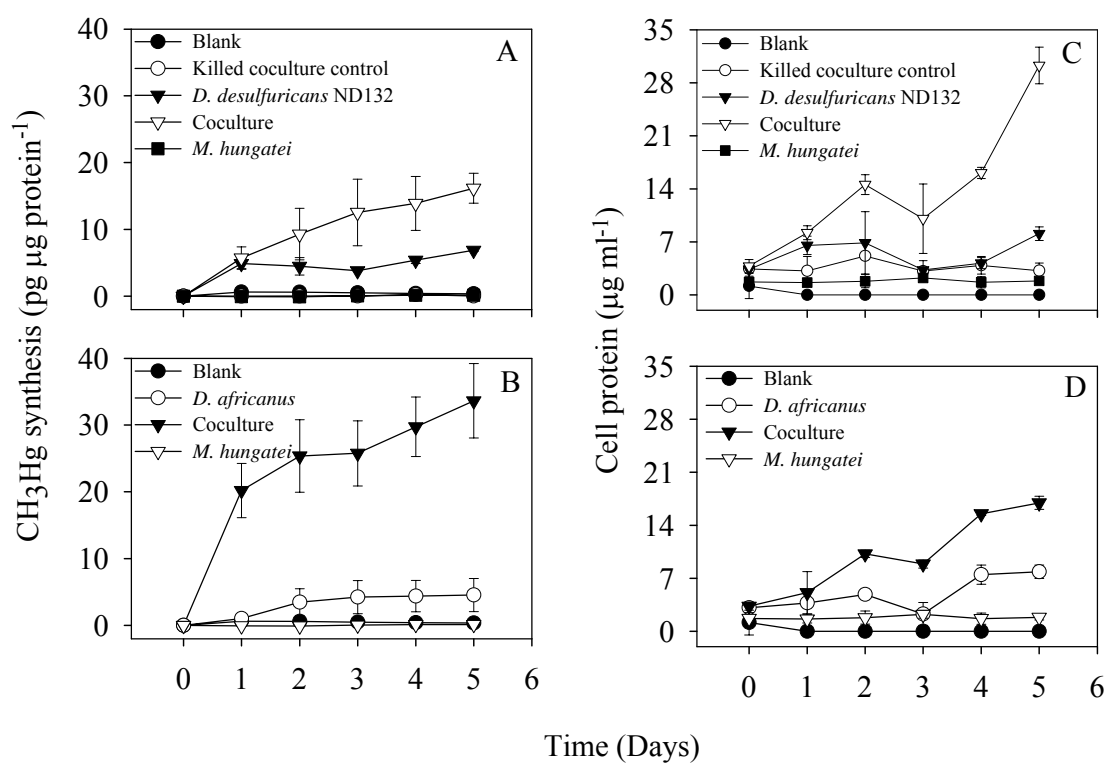 CH3Hg synthesis (pg µg protein-1)
A
40
30
20
10
0
Blank
Killed coculture control
D. desulfuricans ND132
Coculture
M. hungatei
B
40
30
20
10
0
Blank
D. africanus
Coculture
M. hungatei
0 1 2 3 4 5 6
Cell protein (µg ml-1)
C
35
28
21
14
7
0
Blank
Killed coculture control
D. desulfuricans ND132
Coculture
M. hungatei
D
35
28
21
14
7
0
Blank
D. africanus
Coculture
M. hungatei
0 1 2 3 4 5 6
Time (Days)